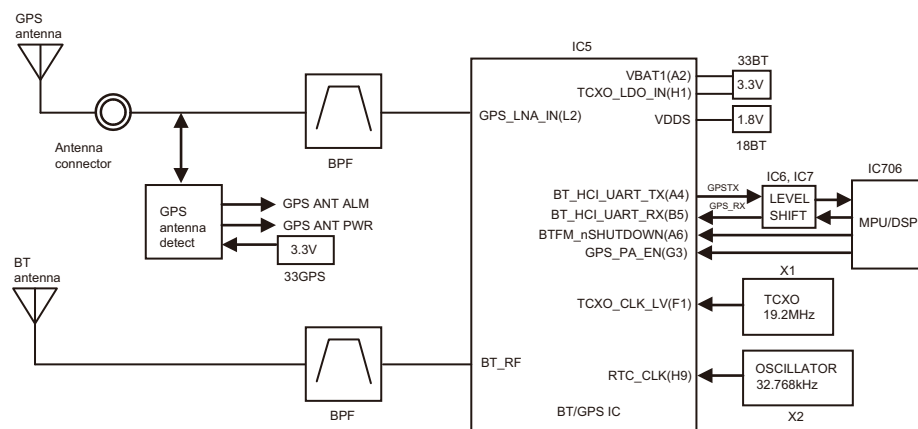 GPS
antenna
Antenna
connector
BPF
GPS
antenna
detect
GPS ANT ALM
GPS ANT PWR
3.3V
33GPS
BT
antenna
BPF
IC5
GPS_LNA_IN(L2)
BT_RF
VBAT1(A2)
TCXO_LDO_IN(H1)
VDDS
BT_HCI_UART_TX(A4)
BT_HCI_UART_RX(B5)
BTFM_nSHUTDOWN(A6)
GPS_PA_EN(G3)
TCXO_CLK_LV(F1)
RTC_CLK(H9)
BT/GPS IC
33BT
3.3V
1.8V
18BT
GPSTX
GPS_RX
IC6, IC7
LEVEL
SHIFT
IC706
MPU/DSP
X1
TCXO
19.2MHz
OSCILLATOR
32.768kHz
X2